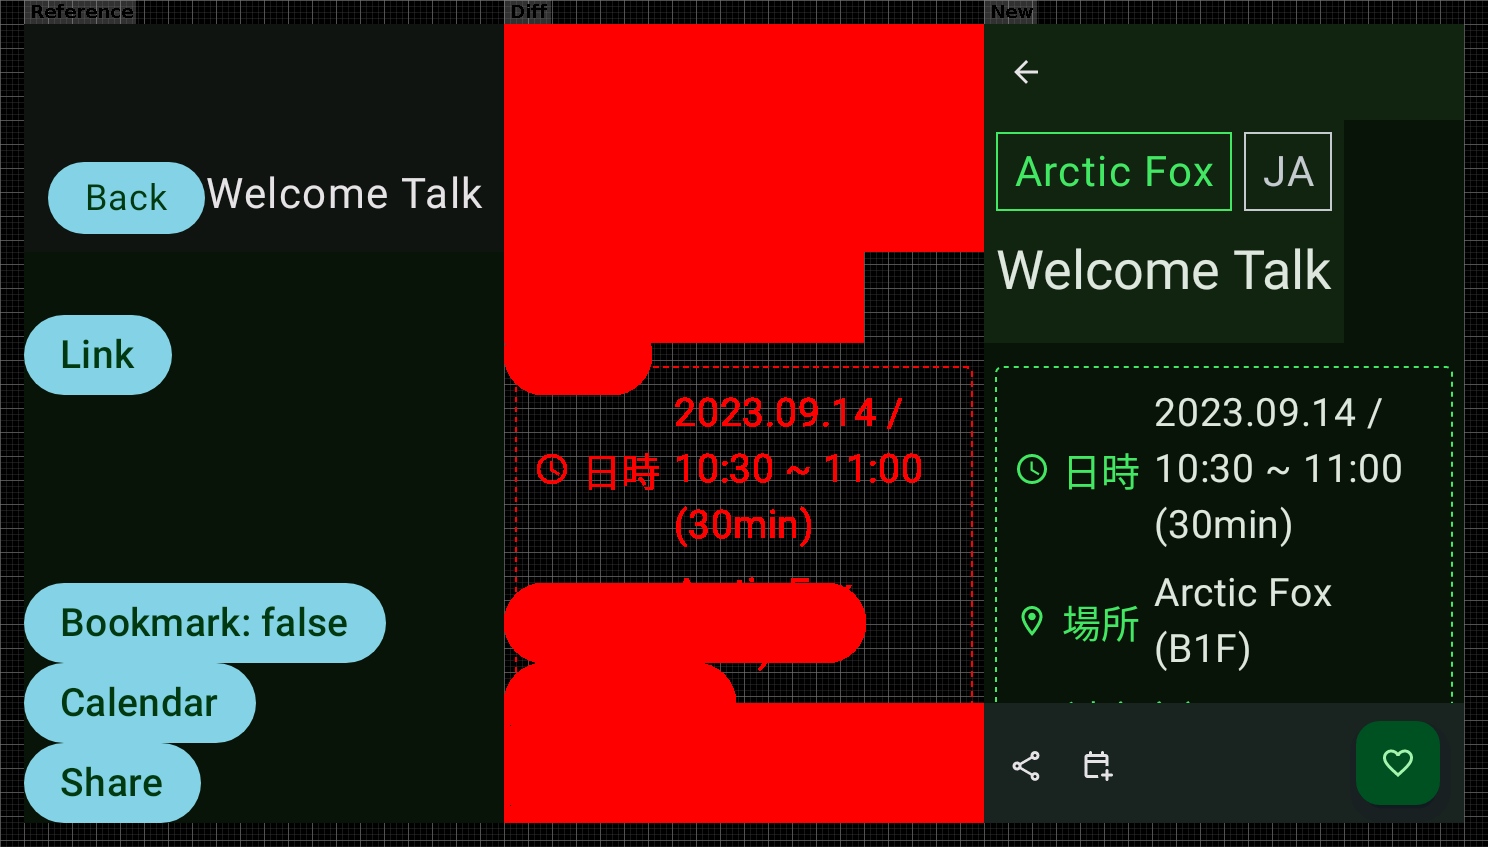 Reference
Back
Welcome Talk
Link
Bookmark: false
Calendar
Share
Diff
2023.09.14 /
日時 10:30 ~ 11:00
(30min)
New
Arctic Fox
JA
Welcome Talk
2023.09.14 /
日時 10:30 ~ 11:00
(30min)
Arctic Fox
場所
(B1F)